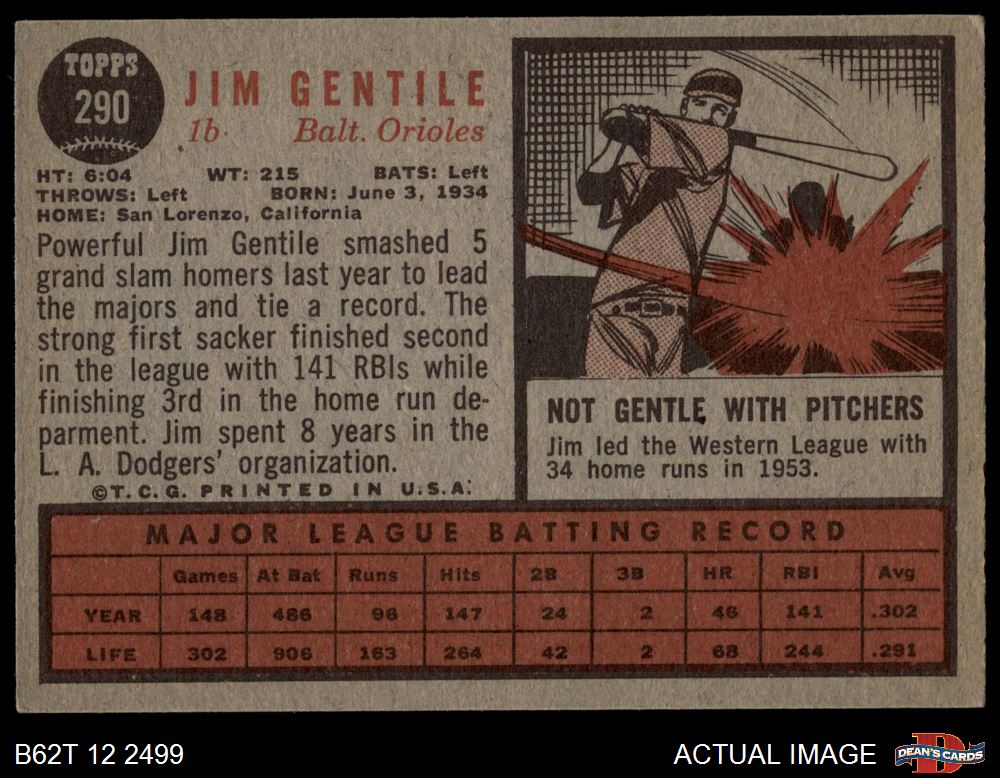 TOPPS
290
JIM GENTILE
1b Balt. Orioles
HT: 6:04 WT: 215 BATS: Left
THROWS: Left BORN: June 3, 1934
HOME: San Lorenzo, California
Powerful Jim Gentile smashed 5
grand slam homers last year to lead
the majors and tie a record. The
strong first sacker finished second
in the league with 141 RBIs while
finishing 3rd in the home run de-
parment. Jim spent 8 years in the
L. A. Dodgers' organization.
©T.C.G. PRINTED IN U.S.A.
NOT GENTLE WITH PITCHERS
Jim led the Western League with
34 home runs in 1953.
MAJOR LEAGUE BATTING RECORD
Games At Bat Runs Hits 2B 3B HR RBI Avg
YEAR 148 486 96 147 24 2 46 141 .302
LIFE 302 906 163 264 42 2 68 244 .291
B62T 12 2499
ACTUAL IMAGE
D
DEAN'S CARDS